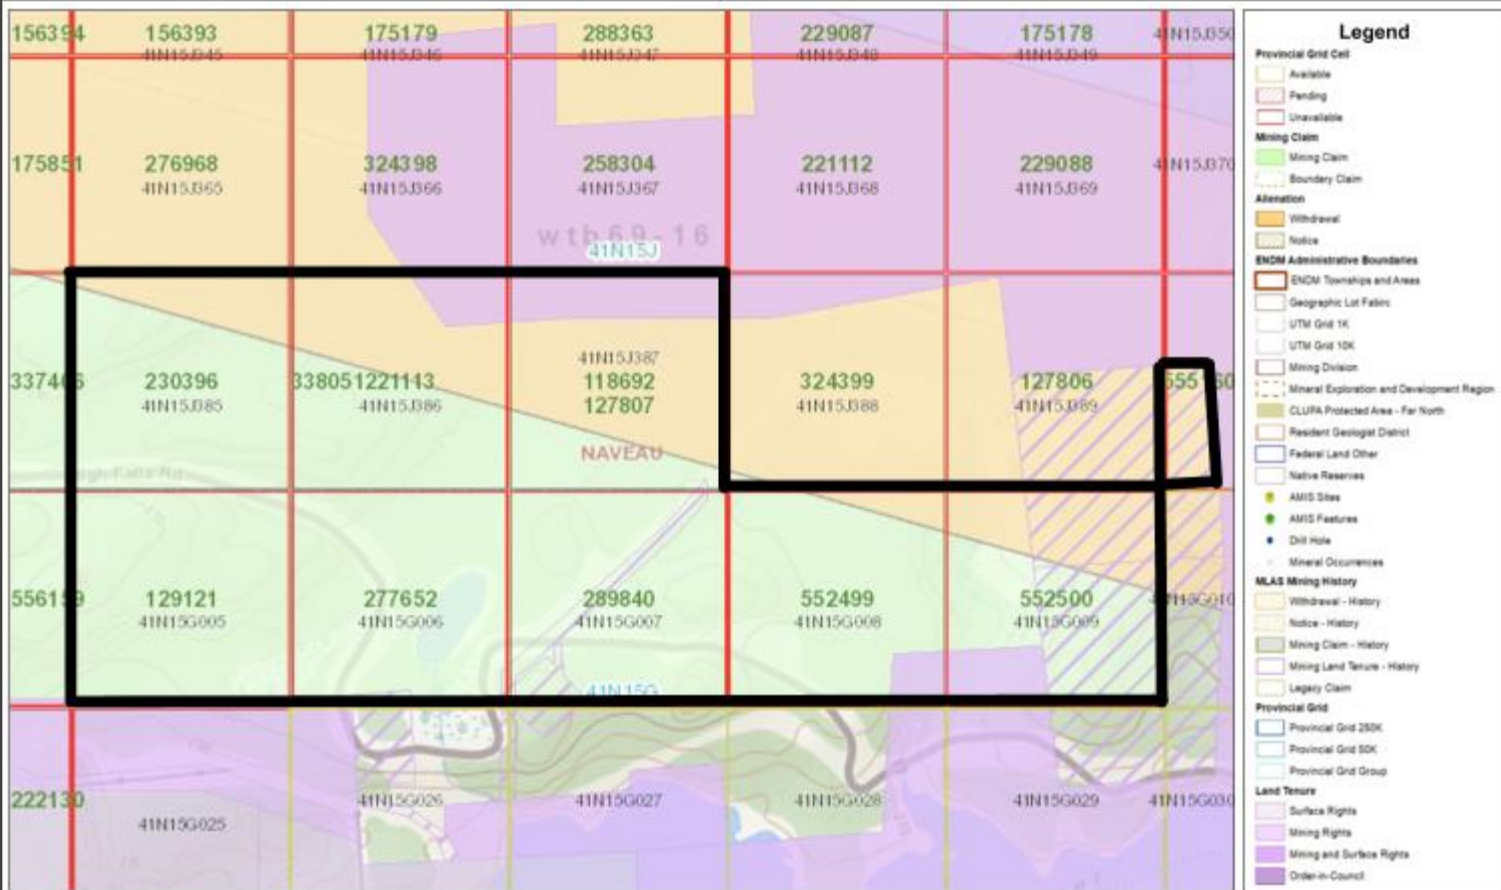 156394 156393 175179 288363 229087 175178 41N15J350
41N15J345 41N15J346 41N15J347 41N15J348 41N15J349
175851 276968 324398 258304 221112 229088 41N15J370
41N15J365 41N15J366 41N15J367 41N15J368 41N15J369
wtb69-16
41N15J
41N15J387
230396 338051 221113 118692 324399 127806
41N15J385 41N15J386 127807 41N15J388 41N15J389
NAVEAU
High Falls Rd
129121 277652 289840 552499 552500
41N15G005 41N15G006 41N15G007 41N15G008 41N15G009 41N15G010
41N15G
222130
41N15G025 41N15G026 41N15G027 41N15G028 41N15G029 41N15G030
Legend
Provincial Grid Cell
Available
Pending
Unavailable
Mining Claim
Mining Claim
Boundary Claim
Alienation
Withdrawal
Notice
ENDM Administrative Boundaries
ENDM Townships and Areas
Geographic Lot Fabric
UTM Grid 1K
UTM Grid 10K
Mining Division
Mineral Exploration and Development Region
CLUPA Protected Area - Far North
Resident Geologist District
Federal Land Other
Native Reserves
AMIS Sites
AMIS Features
Drill Hole
Mineral Occurrences
MLAS Mining History
Withdrawal - History
Notice - History
Mining Claim - History
Mining Land Tenure - History
Legacy Claim
Provincial Grid
Provincial Grid 250K
Provincial Grid 50K
Provincial Grid Group
Land Tenure
Surface Rights
Mining Rights
Mining and Surface Rights
Order-in-Council